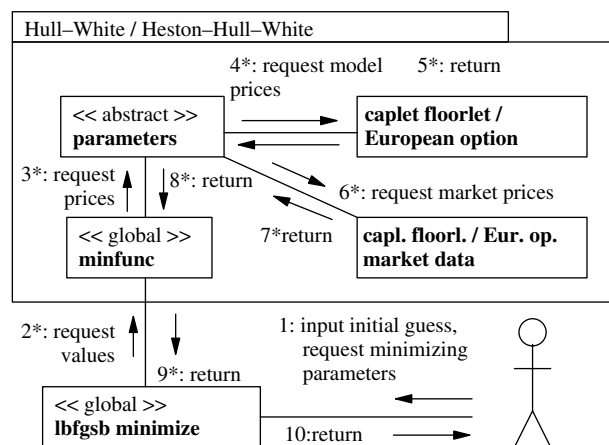 Hull–White / Heston–Hull–White
4*: request model
prices
5*: return
<< abstract >>
parameters
caplet floorlet /
European option
3*: request
prices
8*: return
6*: request market prices
7*return
<< global >>
minfunc
capl. floorl. / Eur. op.
market data
2*: request
values
9*: return
1: input initial guess,
request minimizing
parameters
<< global >>
lbfgsb minimize
10:return